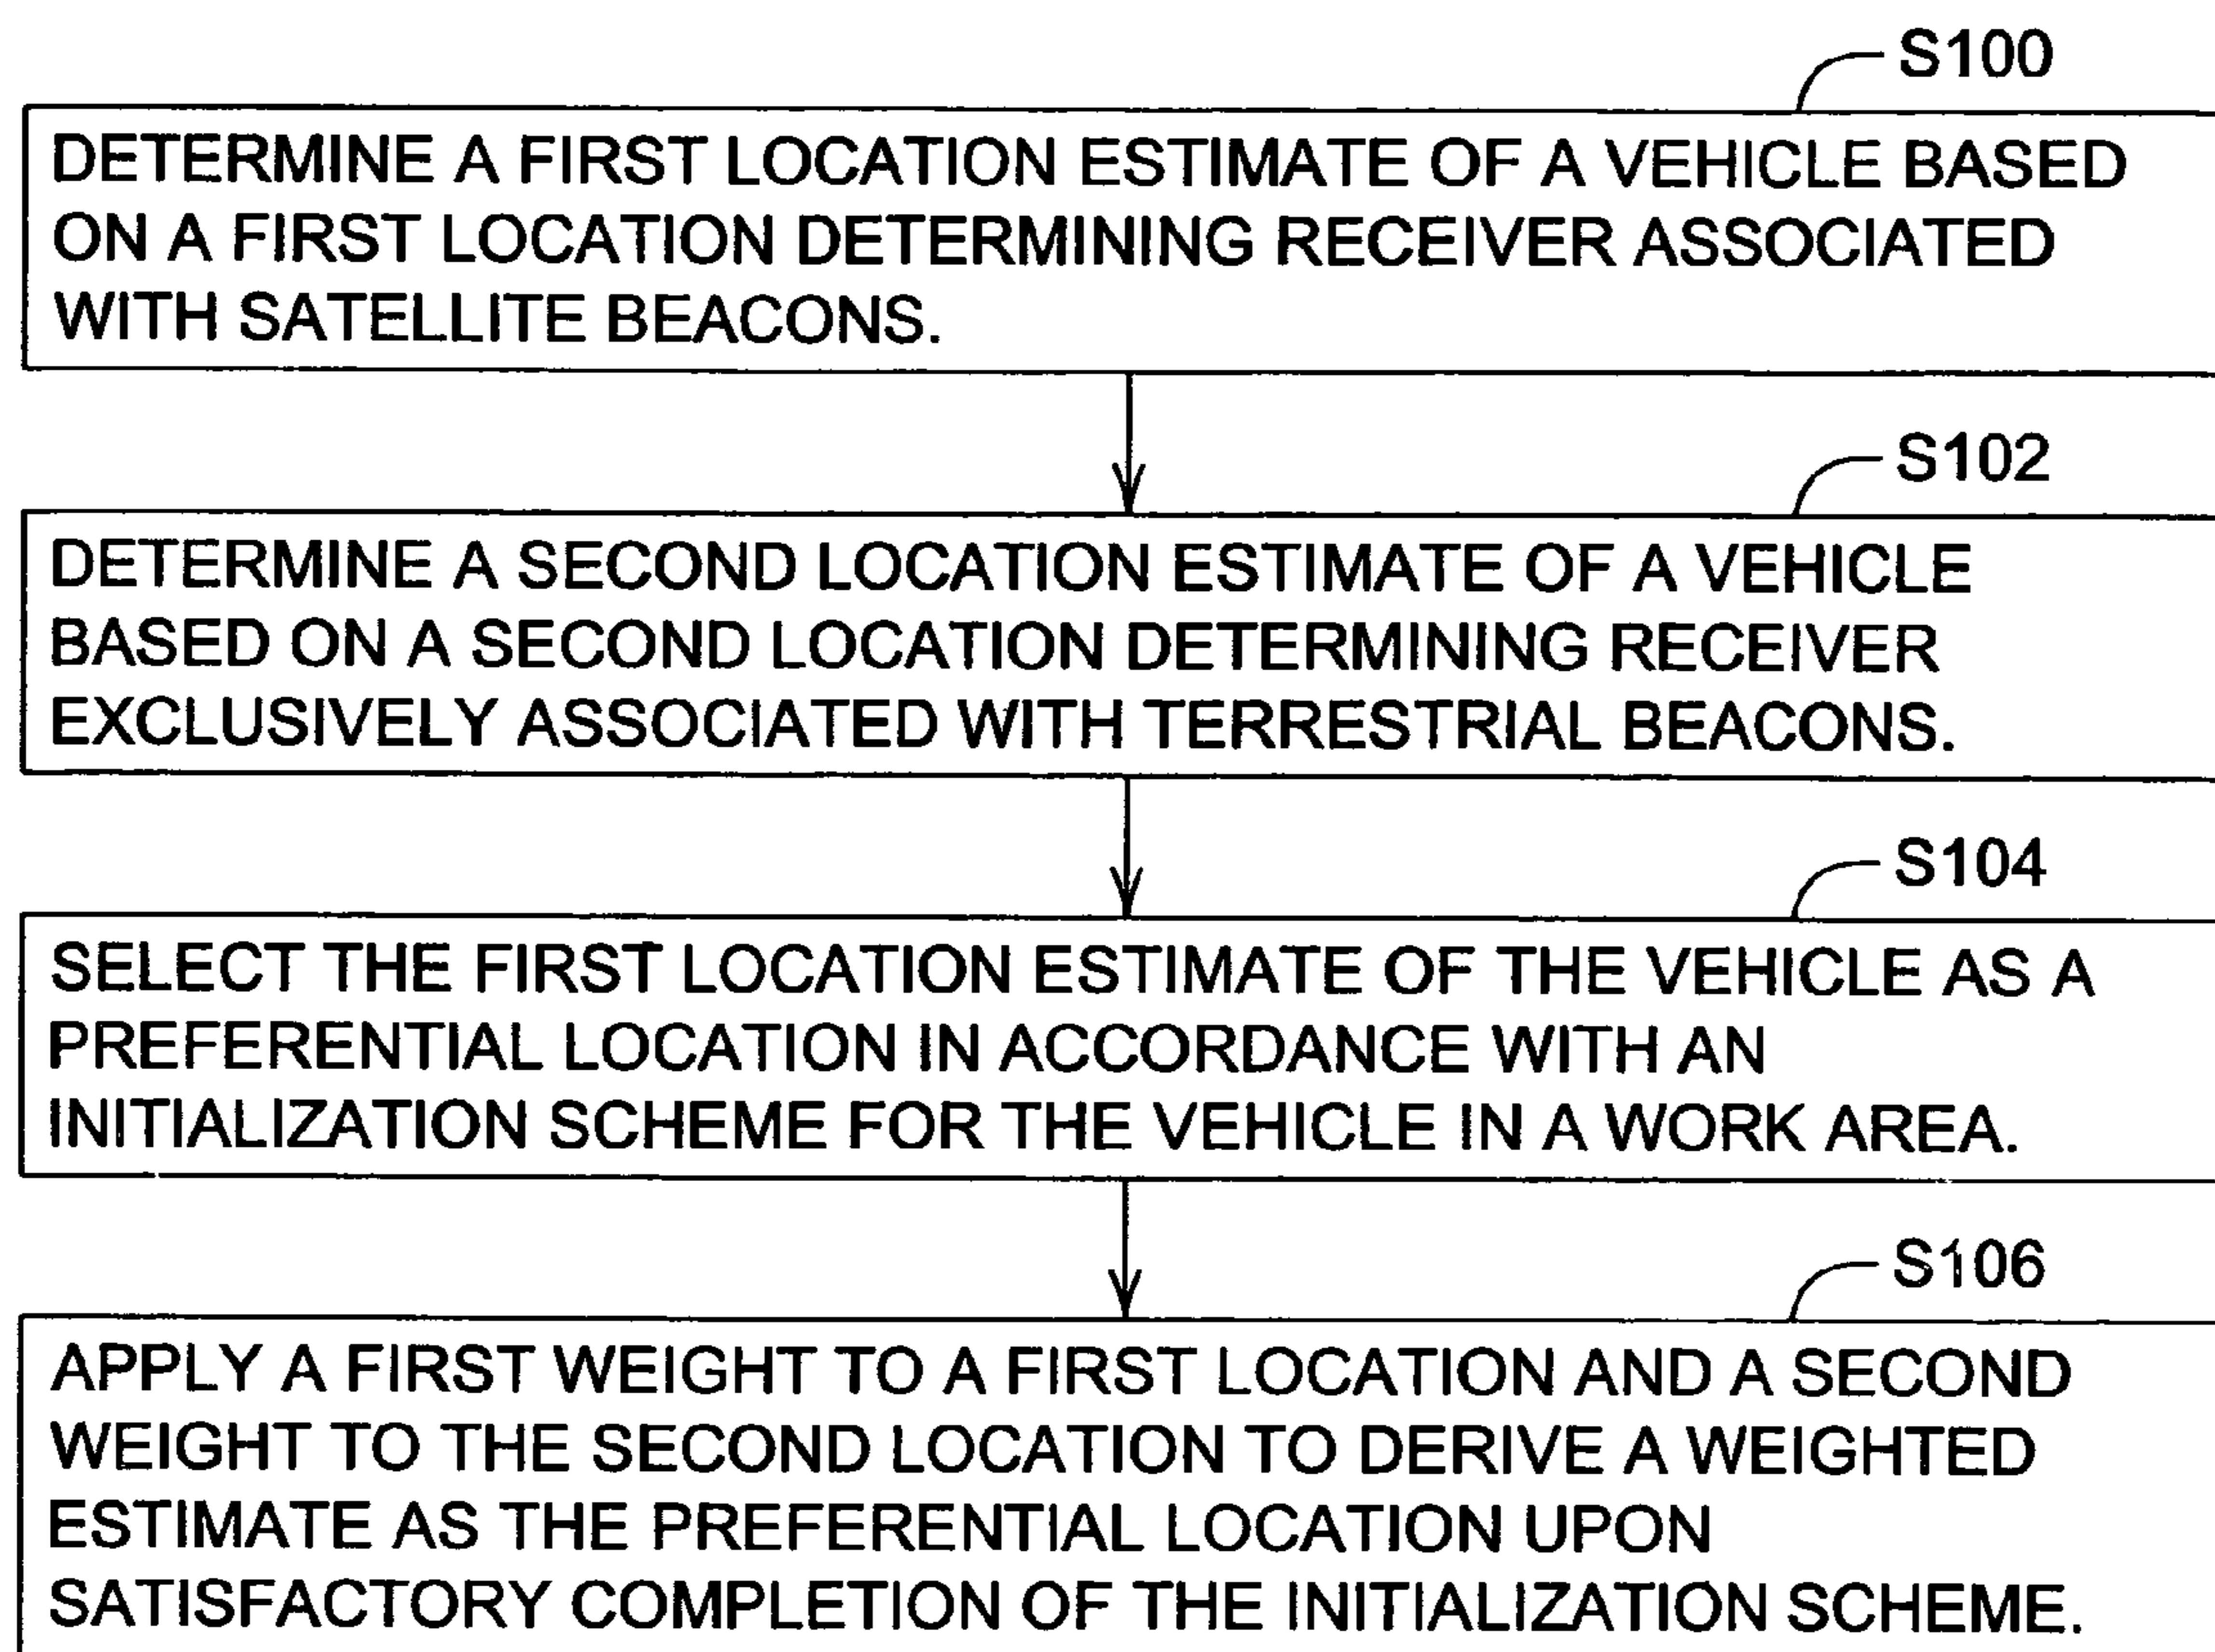 S100
DETERMINE A FIRST LOCATION ESTIMATE OF A VEHICLE BASED
ON A FIRST LOCATION DETERMINING RECEIVER ASSOCIATED
WITH SATELLITE BEACONS.
S102
DETERMINE A SECOND LOCATION ESTIMATE OF A VEHICLE
BASED ON A SECOND LOCATION DETERMINING RECEIVER
EXCLUSIVELY ASSOCIATED WITH TERRESTRIAL BEACONS.
S104
SELECT THE FIRST LOCATION ESTIMATE OF THE VEHICLE AS A
PREFERENTIAL LOCATION IN ACCORDANCE WITH AN
INITIALIZATION SCHEME FOR THE VEHICLE IN A WORK AREA.
S106
APPLY A FIRST WEIGHT TO A FIRST LOCATION AND A SECOND
WEIGHT TO THE SECOND LOCATION TO DERIVE A WEIGHTED
ESTIMATE AS THE PREFERENTIAL LOCATION UPON
SATISFACTORY COMPLETION OF THE INITIALIZATION SCHEME.